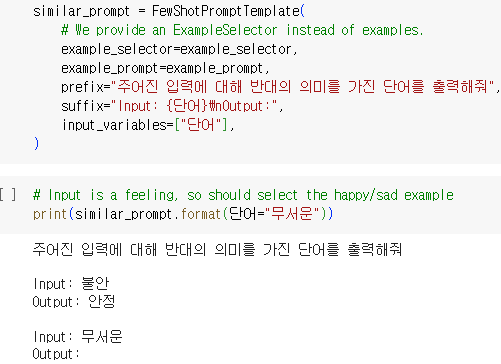 similar_prompt = FewShotPromptTemplate(
    # We provide an ExampleSelector instead of examples.
    example_selector=example_selector,
    example_prompt=example_prompt,
    prefix="주어진 입력에 대해 반대의 의미를 가진 단어를 출력해줘",
    suffix="Input: {단어}₩nOutput:",
    input_variables=["단어"],
)
[ ] # Input is a feeling, so should select the happy/sad example
print(similar_prompt.format(단어="무서운"))
주어진 입력에 대해 반대의 의미를 가진 단어를 출력해줘
Input: 불안
Output: 안정
Input: 무서운
Output: